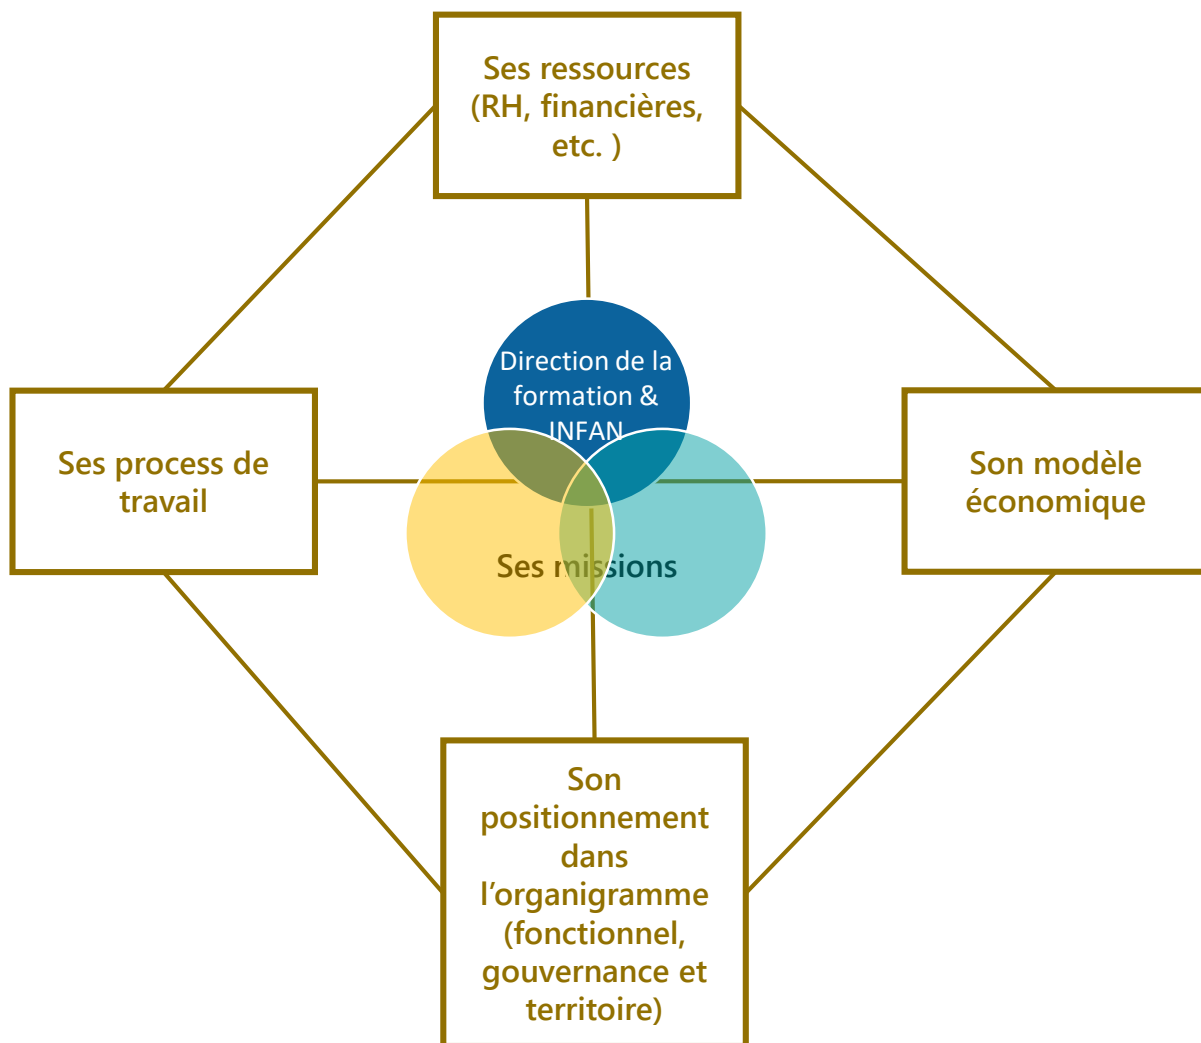 Ses ressources
(RH, financières,
etc. )
Direction de la
formation &
INFAN
Ses process de
travail
Son modèle
économique
Ses missions
Son
positionnement
dans
l’organigramme
(fonctionnel,
gouvernance et
territoire)